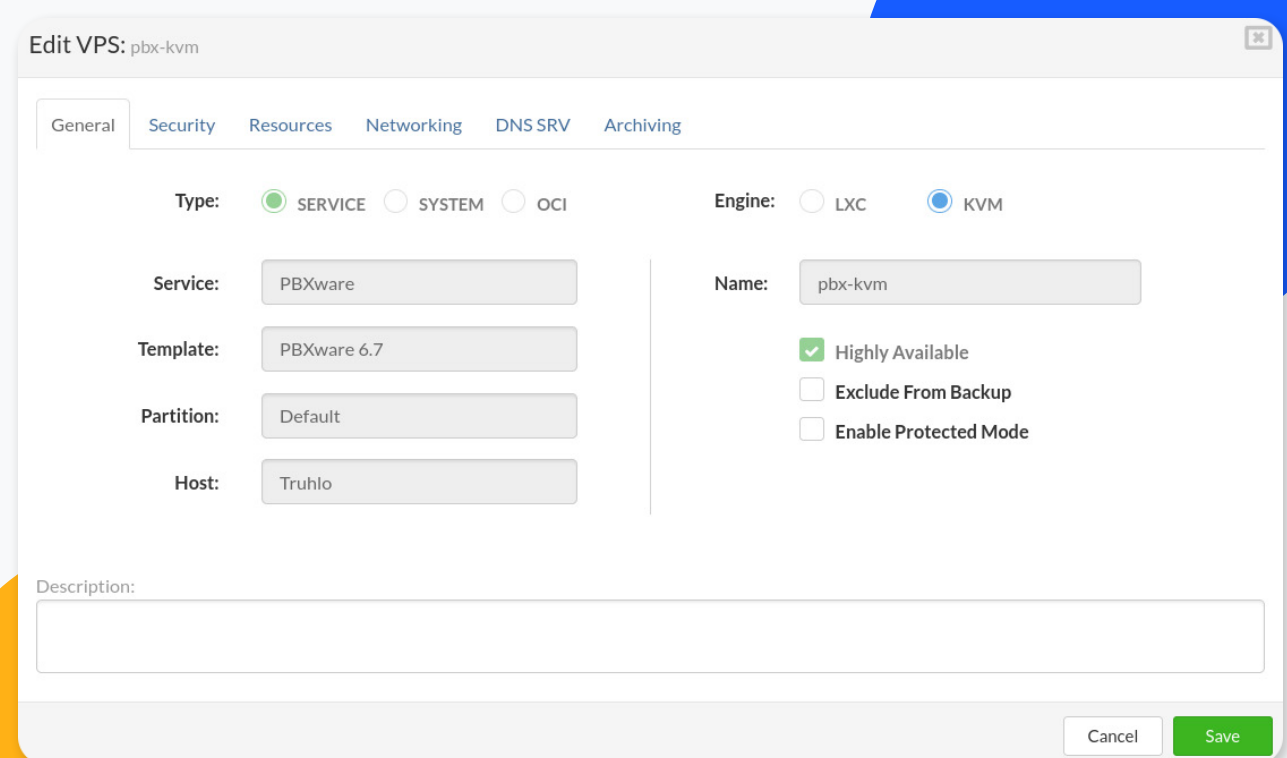 Edit VPS: pbx-kvm
General Security Resources Networking DNS SRV Archiving
Type: SERVICE SYSTEM OCI Engine: LXC KVM
Service: PBXware Name: pbx-kvm
Template: PBXware 6.7
Highly Available
Exclude From Backup
Partition: Default
Enable Protected Mode
Host: Truhlo
Description:
Cancel Save